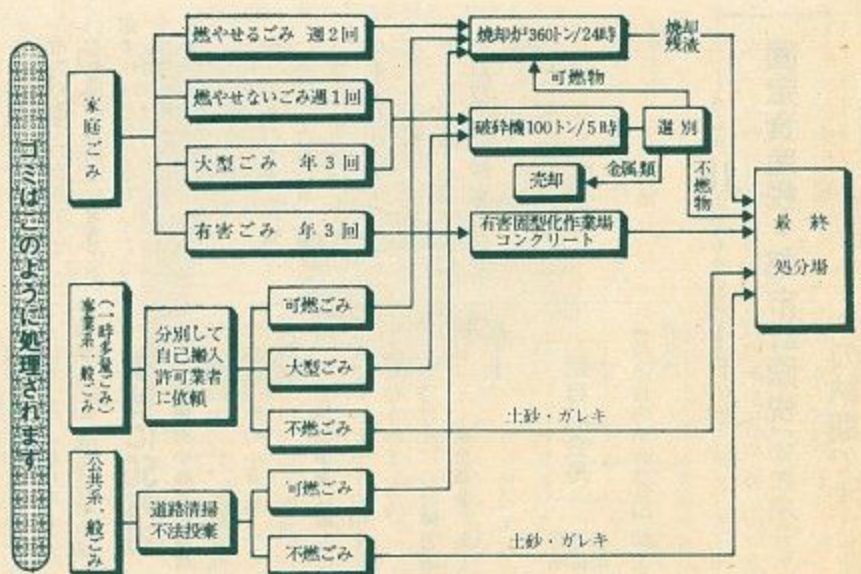 ゴミはこのように処理されます
家庭ごみ
燃やせるごみ 週2回
燃やせないごみ週1回
大型ごみ 年3回
有害ごみ 年3回
焼却炉360トン/24時
焼却
残渣
可燃物
破砕機100トン/5時
選別
金属類
売却
不燃物
有害固型化作業場
コンクリート
最終
処分場
(一時多量ごみ)
事業系一般ごみ
分別して
自己搬入
許可業者
に依頼
可燃ごみ
大型ごみ
不燃ごみ
土砂・ガレキ
公共系一般ごみ
道路清掃
不法投棄
可燃ごみ
不燃ごみ
土砂・ガレキ